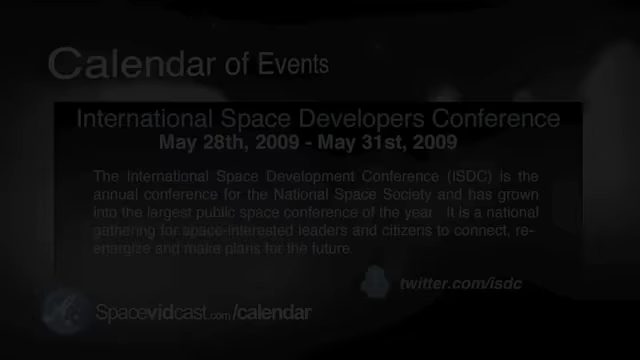 Calendar of Events
International Space Developers Conference
May 28th, 2009 - May 31st, 2009
The International Space Development Conference (ISDC) is the
annual conference for the National Space Society and has grown
into the largest public space conference of the year. It is a national
gathering for space-interested leaders and citizens to connect, re-
energize and make plans for the future.
twitter.com/isdc
Spacevidcast.com/calendar